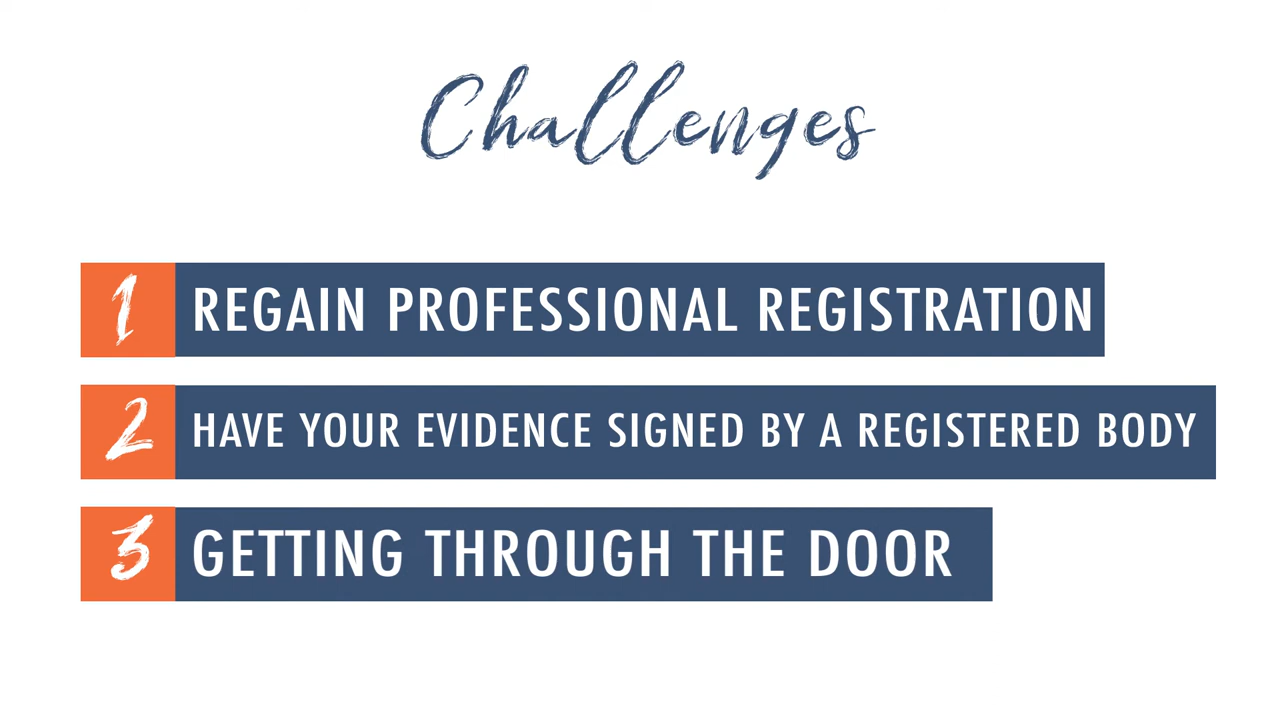 Challenges
1 REGAIN PROFESSIONAL REGISTRATION
2 HAVE YOUR EVIDENCE SIGNED BY A REGISTERED BODY
3 GETTING THROUGH THE DOOR